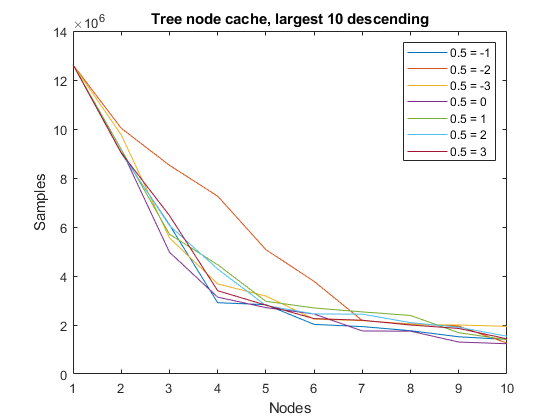 Tree node cache, largest 10 descending
×10^6
14
12
10
8
6
4
2
0
Samples
1 2 3 4 5 6 7 8 9 10
Nodes
0.5 = -1
0.5 = -2
0.5 = -3
0.5 = 0
0.5 = 1
0.5 = 2
0.5 = 3